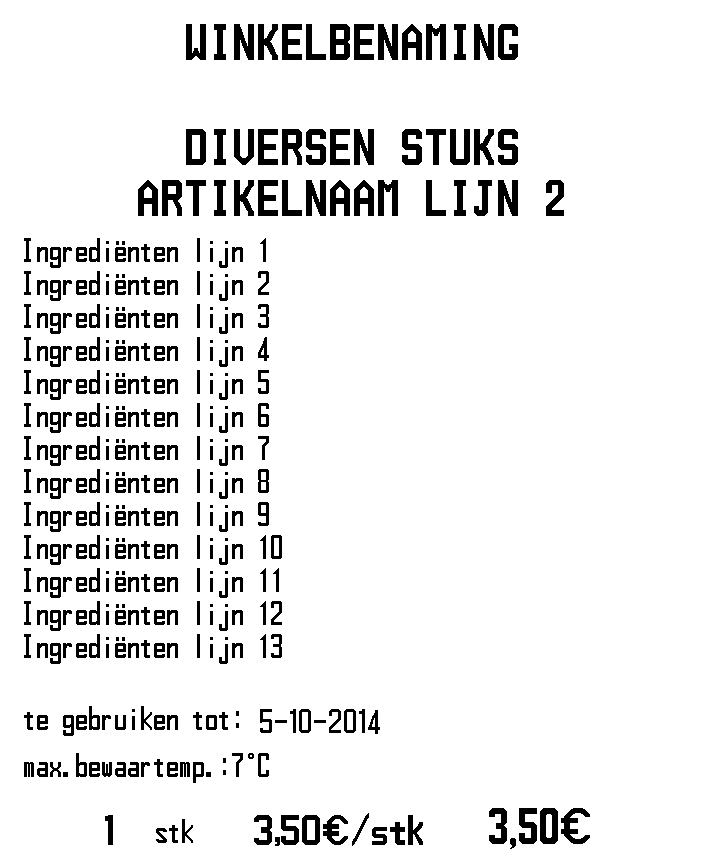 WINKELBENAMING
DIVERSEN STUKS
ARTIKELNAAM LIJN 2
Ingrediënten lijn 1
Ingrediënten lijn 2
Ingrediënten lijn 3
Ingrediënten lijn 4
Ingrediënten lijn 5
Ingrediënten lijn 6
Ingrediënten lijn 7
Ingrediënten lijn 8
Ingrediënten lijn 9
Ingrediënten lijn 10
Ingrediënten lijn 11
Ingrediënten lijn 12
Ingrediënten lijn 13
te gebruiken tot: 5-10-2014
max.bewaartemp.:7°C
1 stk 3,50€/stk 3,50€